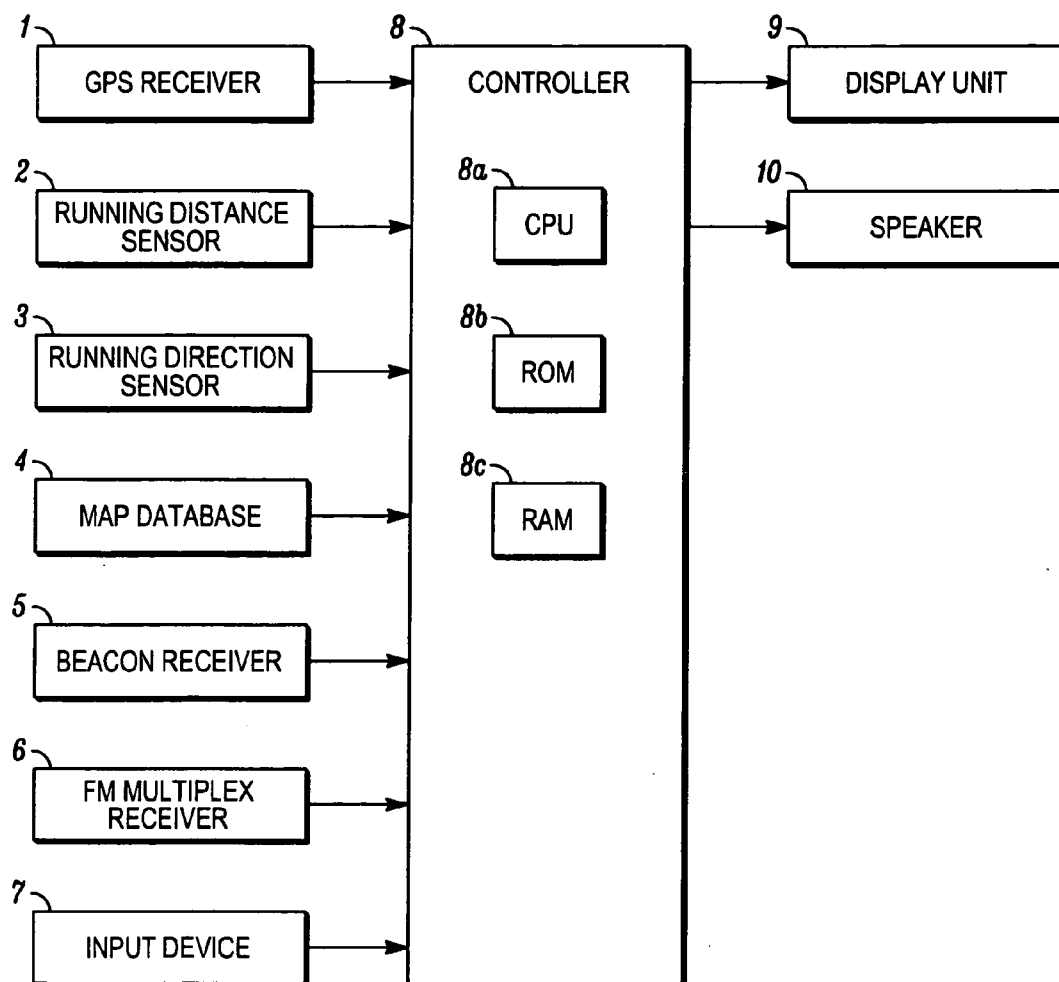 1
GPS RECEIVER
8
CONTROLLER
9
DISPLAY UNIT
2
RUNNING DISTANCE
SENSOR
8a
CPU
10
SPEAKER
3
RUNNING DIRECTION
SENSOR
8b
ROM
4
MAP DATABASE
8c
RAM
5
BEACON RECEIVER
6
FM MULTIPLEX
RECEIVER
7
INPUT DEVICE